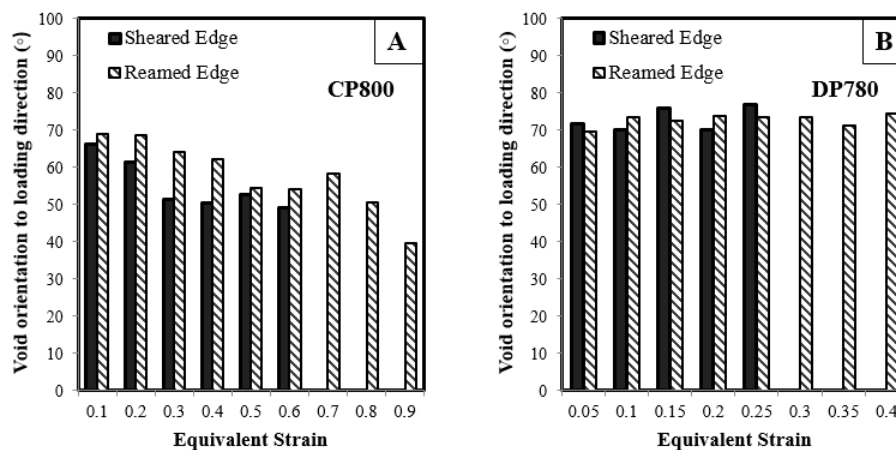 100
90
80
70
60
50
40
30
20
10
0
Void orientation to loading direction (○)
Sheared Edge
Reamed Edge
A
CP800
0.1 0.2 0.3 0.4 0.5 0.6 0.7 0.8 0.9
Equivalent Strain
100
90
80
70
60
50
40
30
20
10
0
Void orientation to loading direction (○)
Sheared Edge
Reamed Edge
B
DP780
0.05 0.1 0.15 0.2 0.25 0.3 0.35 0.4
Equivalent Strain